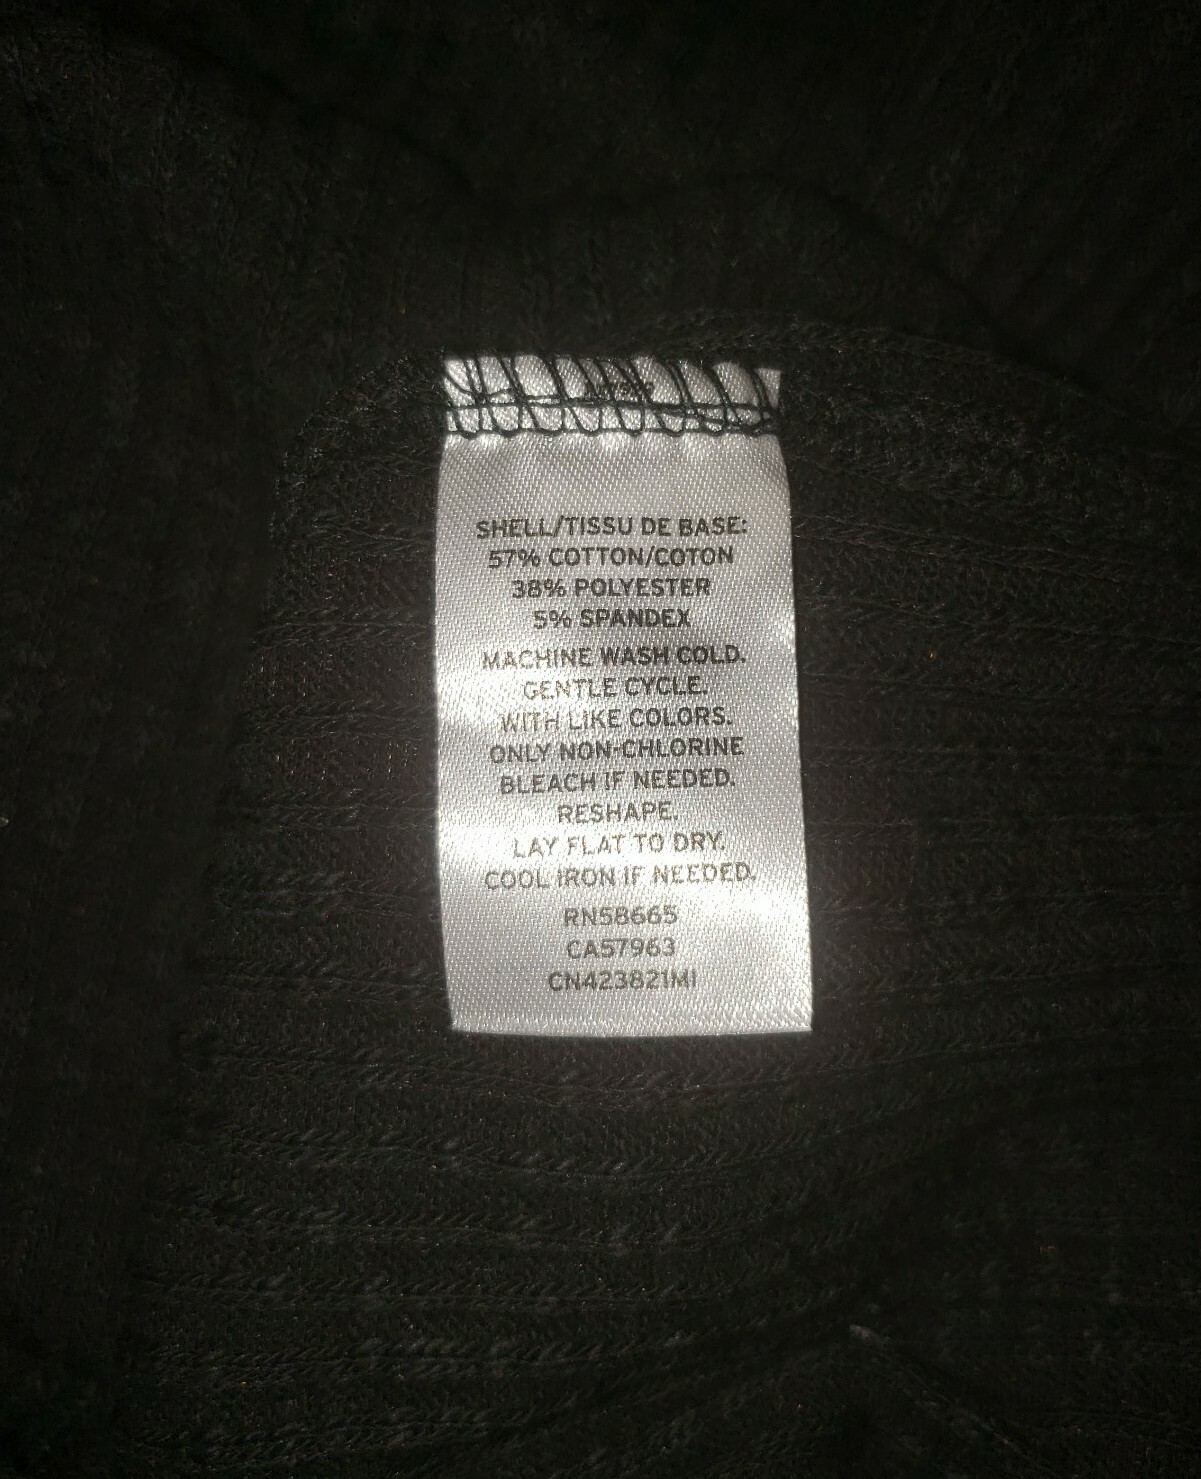 SHELL/TISSU DE BASE:
57% COTTON/COTON
38% POLYESTER
5% SPANDEX
MACHINE WASH COLD.
GENTLE CYCLE.
WITH LIKE COLORS.
ONLY NON-CHLORINE
BLEACH IF NEEDED.
RESHAPE.
LAY FLAT TO DRY.
COOL IRON IF NEEDED.
RN58665
CA57963
CN423821MI